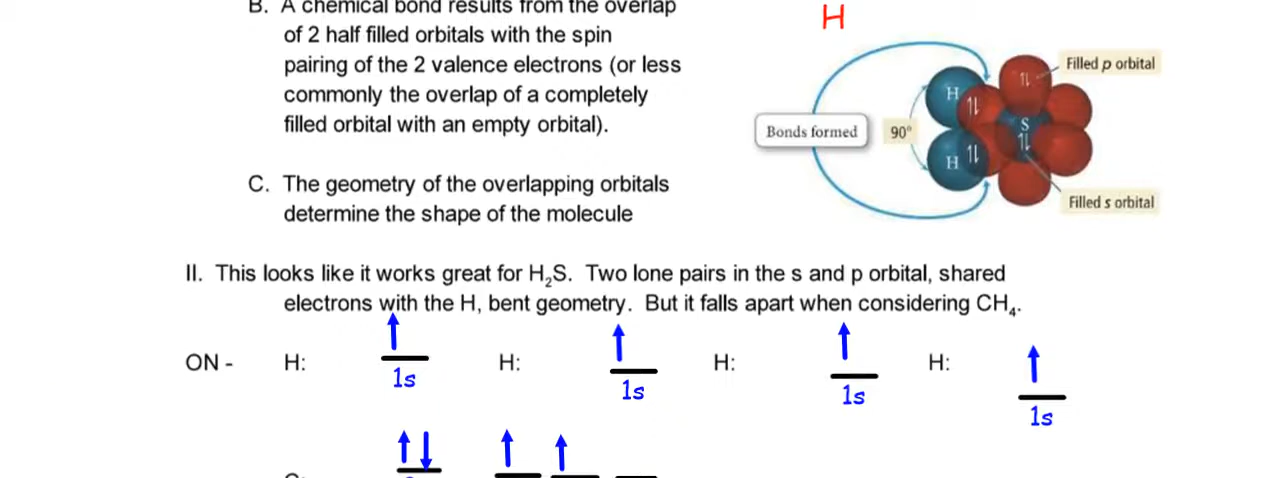 B. A chemical bond results from the overlap
of 2 half filled orbitals with the spin
pairing of the 2 valence electrons (or less
commonly the overlap of a completely
filled orbital with an empty orbital).
C. The geometry of the overlapping orbitals
determine the shape of the molecule
H
Filled p orbital
H
S
Bonds formed
90°
H
Filled s orbital
II. This looks like it works great for H₂S. Two lone pairs in the s and p orbital, shared
electrons with the H, bent geometry. But it falls apart when considering CH₄.
ON - H: H: H: H:
1s 1s 1s 1s